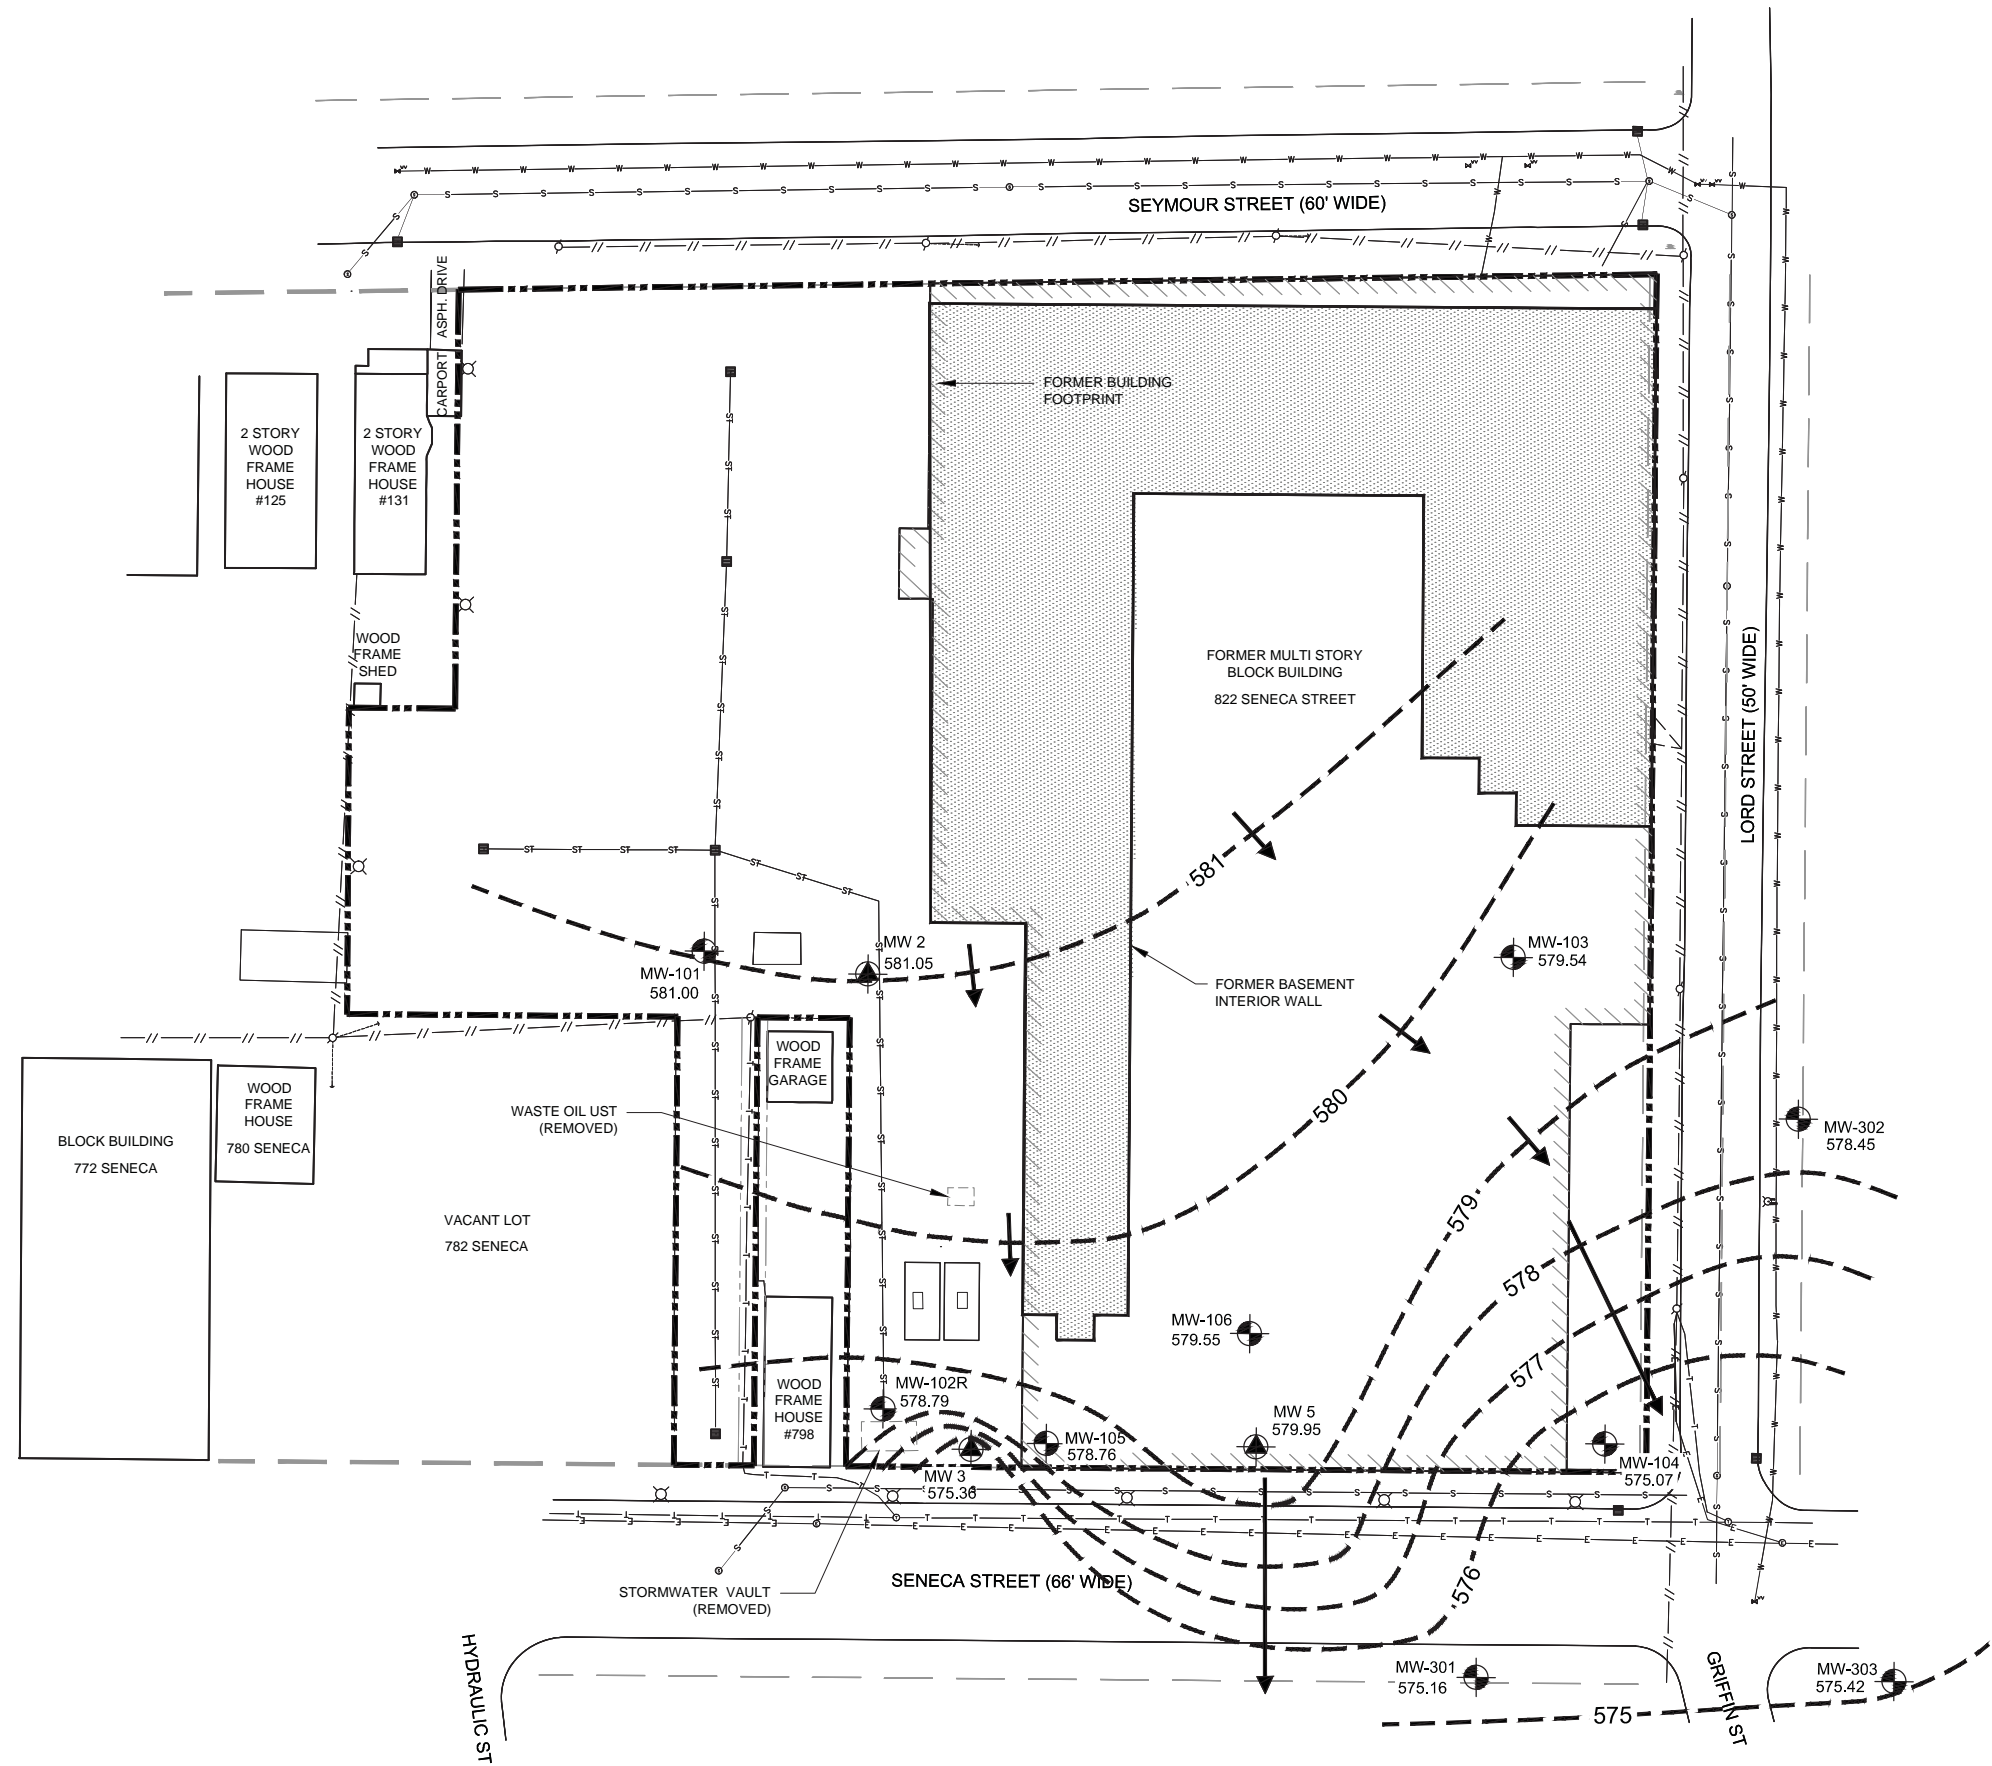 SEYMOUR STREET (60' WIDE)
ASPH. DRIVE
CARPORT
FORMER BUILDING
FOOTPRINT
2 STORY
WOOD
FRAME
HOUSE
#125
2 STORY
WOOD
FRAME
HOUSE
#131
WOOD
FRAME
SHED
FORMER MULTI STORY
BLOCK BUILDING
822 SENECA STREET
LORD STREET (50' WIDE)
581
MW 2
581.05
MW-101
581.00
MW-103
579.54
FORMER BASEMENT
INTERIOR WALL
WOOD
FRAME
GARAGE
WOOD
FRAME
HOUSE
780 SENECA
BLOCK BUILDING
772 SENECA
WASTE OIL UST
(REMOVED)
580
MW-302
578.45
VACANT LOT
782 SENECA
579
578
MW-106
579.55
577
WOOD
FRAME
HOUSE
#798
MW-102R
578.79
MW-105
578.76
MW 5
579.95
MW 3
575.36
MW-104
575.07
STORMWATER VAULT
(REMOVED)
SENECA STREET (66' WIDE)
576
HYDRAULIC ST
GRIFFIN ST
MW-301
575.16
MW-303
575.42
575